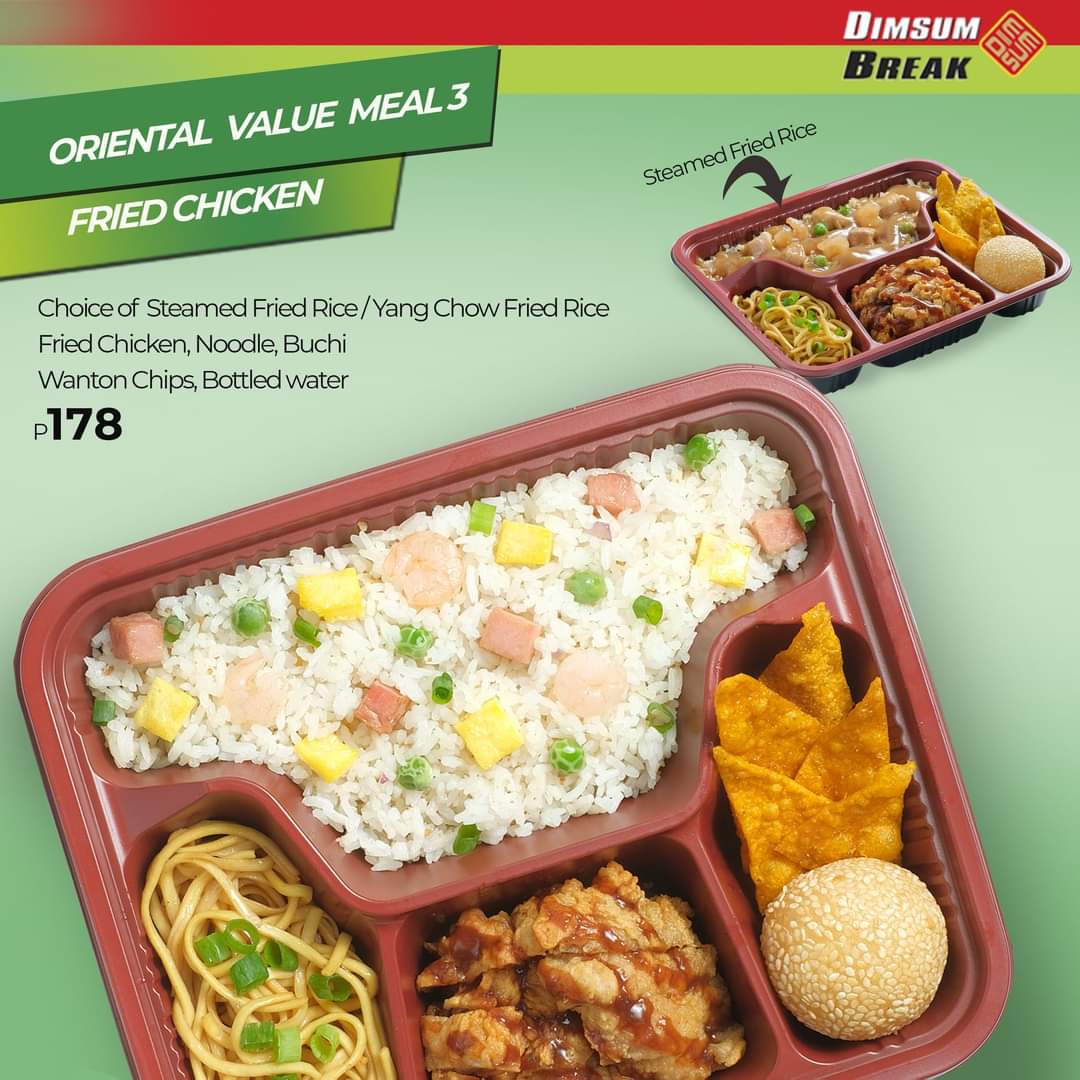 DIMSUM
BREAK
ORIENTAL VALUE MEAL 3
FRIED CHICKEN
Steamed Fried Rice
Choice of Steamed Fried Rice / Yang Chow Fried Rice
Fried Chicken, Noodle, Buchi
Wanton Chips, Bottled water
P178